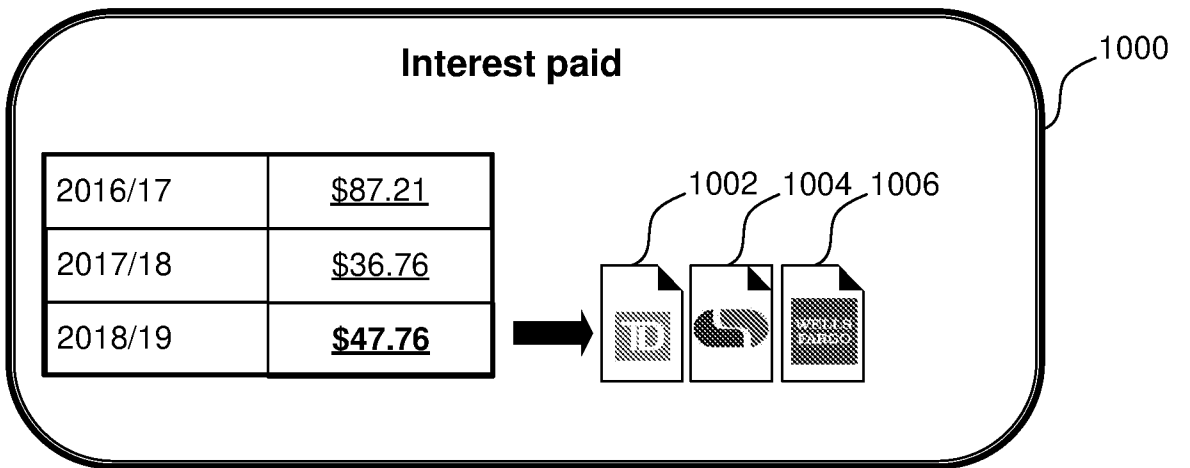 Interest paid
1000
2016/17 $87.21
2017/18 $36.76
2018/19 $47.76
1002 1004 1006
TD
WELLS
FARGO